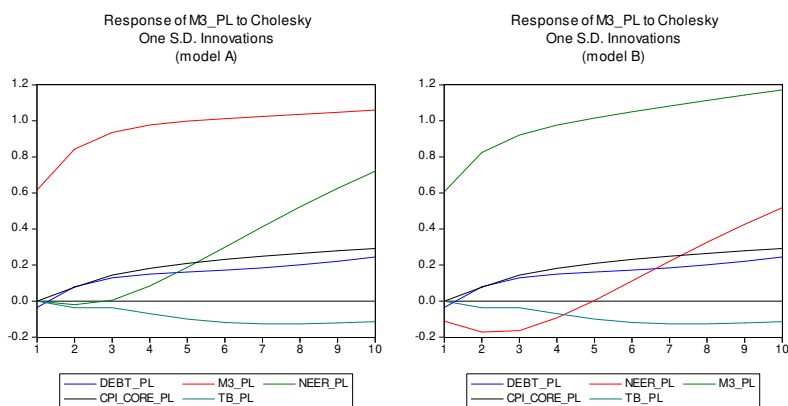 Response of M3_PL to Cholesky
One S.D. Innovations
(model A)
1.2
1.0
0.8
0.6
0.4
0.2
0.0
-0.2
1 2 3 4 5 6 7 8 9 10
DEBT_PL M3_PL NEER_PL
CPI_CORE_PL TB_PL
Response of M3_PL to Cholesky
One S.D. Innovations
(model B)
1.2
1.0
0.8
0.6
0.4
0.2
0.0
-0.2
1 2 3 4 5 6 7 8 9 10
DEBT_PL NEER_PL M3_PL
CPI_CORE_PL TB_PL